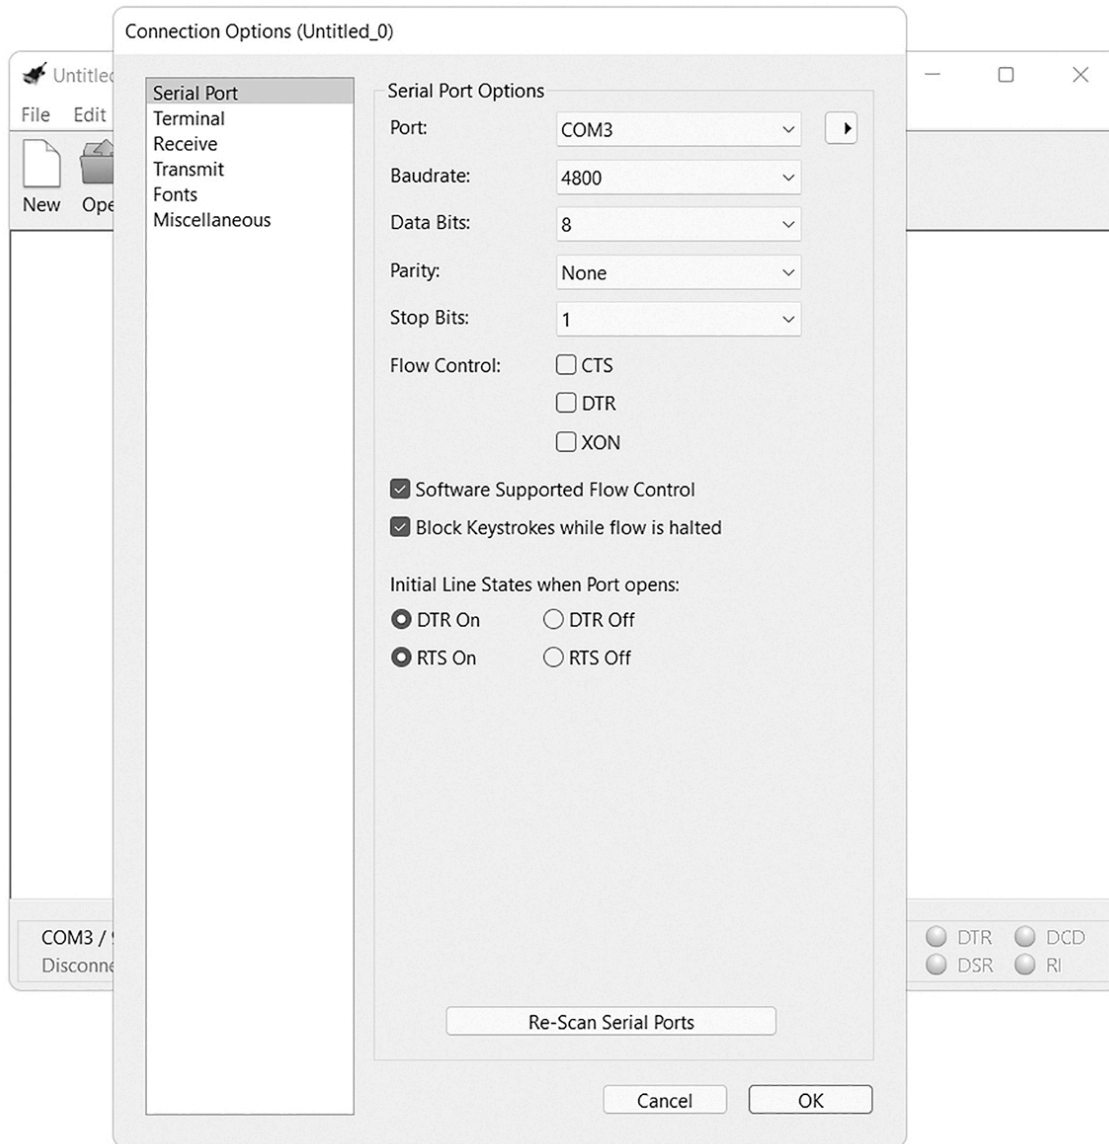 Connection Options (Untitled_0)
File Edit
New
Serial Port
Terminal
Receive
Transmit
Fonts
Miscellaneous
Serial Port Options
Port: COM3
Baudrate: 4800
Data Bits: 8
Parity: None
Stop Bits: 1
Flow Control: CTS
DTR
XON
Software Supported Flow Control
Block Keystrokes while flow is halted
Initial Line States when Port opens:
DTR On DTR Off
RTS On RTS Off
Re-Scan Serial Ports
Cancel OK
COM3 /
DTR DCD
DSR RI